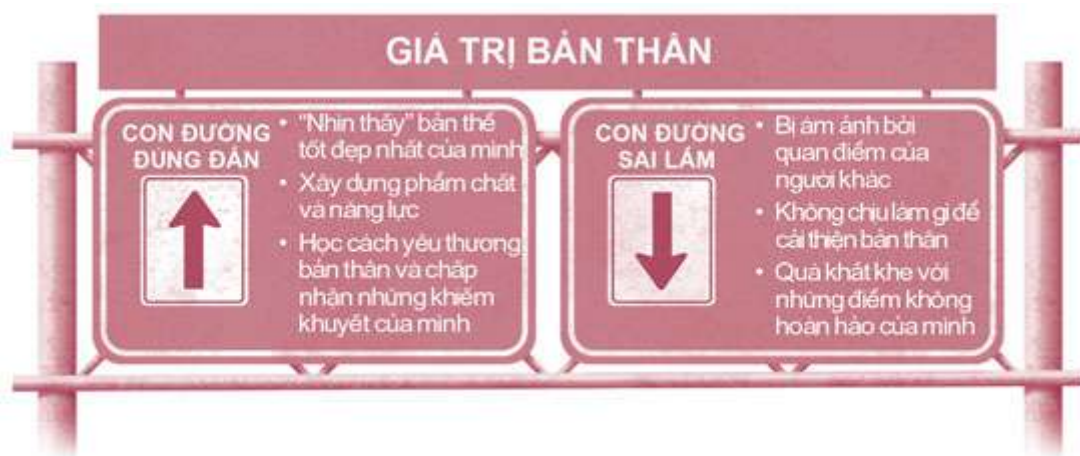 GIÁ TRỊ BẢN THÂN
CON ĐƯỜNG
ĐÚNG ĐẮN
• “Nhìn thấy” bản thể
tốt đẹp nhất của mình
• Xây dựng phẩm chất
và năng lực
• Học cách yêu thương
bản thân và chấp
nhận những khiếm
khuyết của mình
CON ĐƯỜNG
SAI LẦM
• Bị ám ảnh bởi
quan điểm của
người khác
• Không chịu làm gì để
cải thiện bản thân
• Quá khắt khe với
những điểm không
hoàn hảo của mình